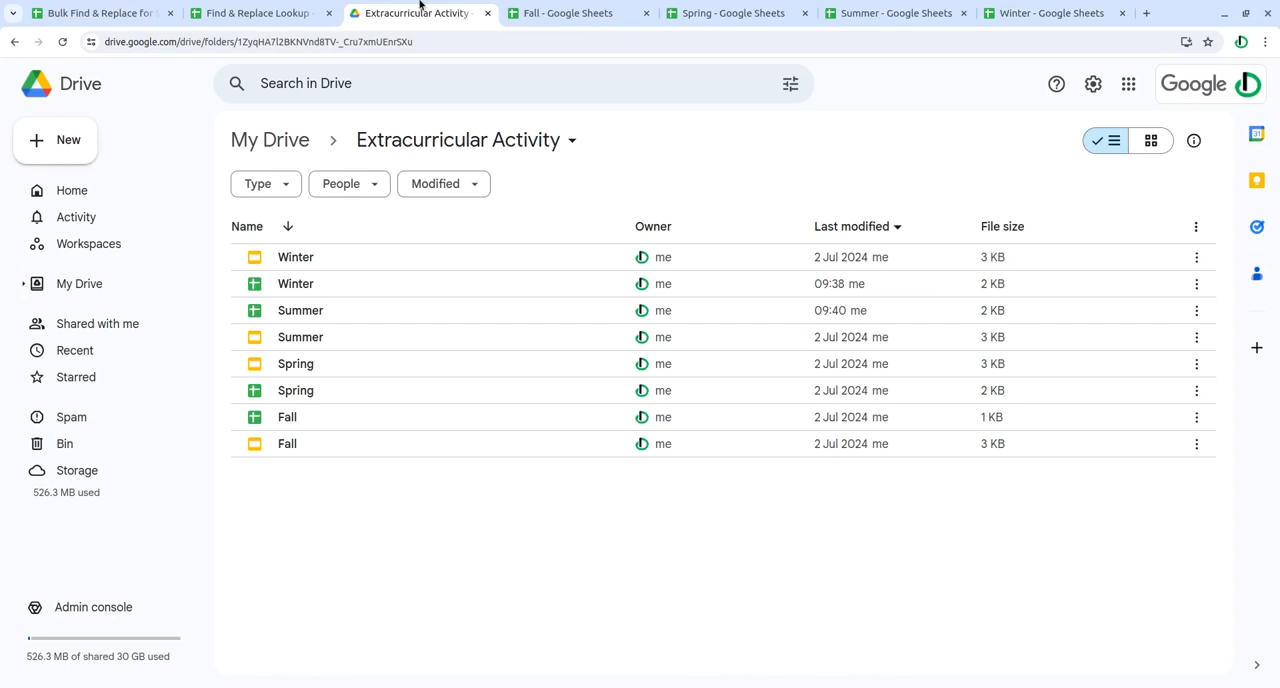 Bulk Find & Replace for S
Find & Replace Lookup -
Extracurricular Activity -
Fall - Google Sheets
Spring - Google Sheets
Summer - Google Sheets
Winter - Google Sheets
drive.google.com/drive/folders/1ZyqHA7l2BKNVnd8TV-_Cru7xmUEnrSXu
Drive
Search in Drive
Google
New
My Drive > Extracurricular Activity
Type
People
Modified
Home
Activity
Workspaces
My Drive
Shared with me
Recent
Starred
Spam
Bin
Storage
526.3 MB used
Admin console
526.3 MB of shared 30 GB used
Name Owner Last modified File size
Winter me 2 Jul 2024 me 3 KB
Winter me 09:38 me 2 KB
Summer me 09:40 me 2 KB
Summer me 2 Jul 2024 me 3 KB
Spring me 2 Jul 2024 me 3 KB
Spring me 2 Jul 2024 me 2 KB
Fall me 2 Jul 2024 me 1 KB
Fall me 2 Jul 2024 me 3 KB
31